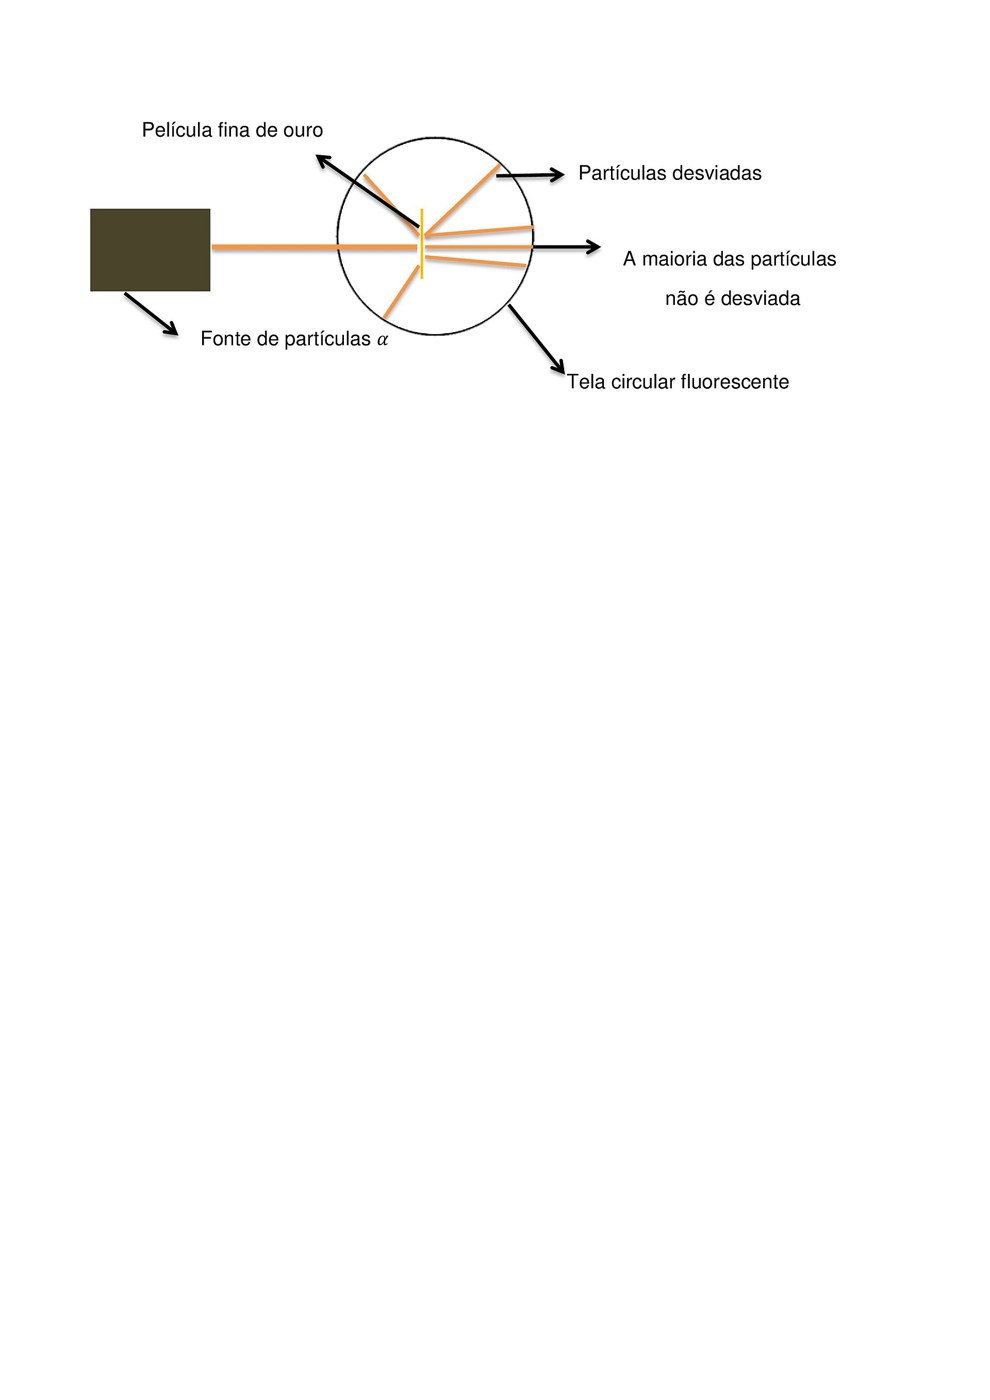 Película fina de ouro
Partículas desviadas
A maioria das partículas
não é desviada
Fonte de partículas 𝛼
Tela circular fluorescente